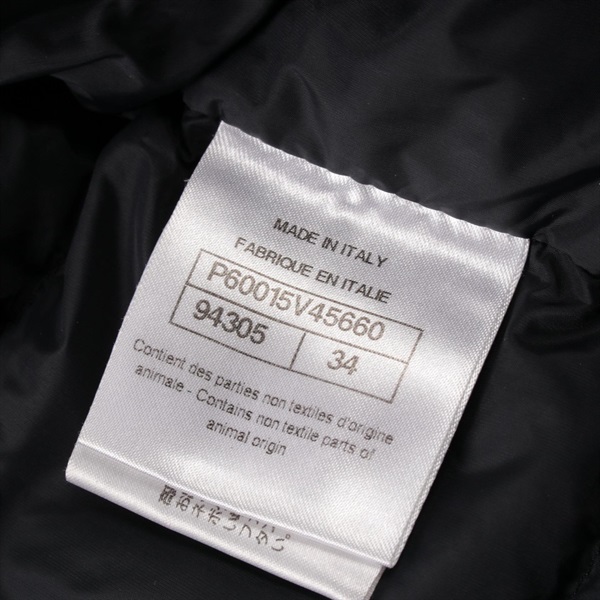 MADE IN ITALY
FABRIQUE EN ITALIE
P60015V45660
94305 34
Contient des parties non textiles d'origine
animale - Contains non textile parts of
animal origin